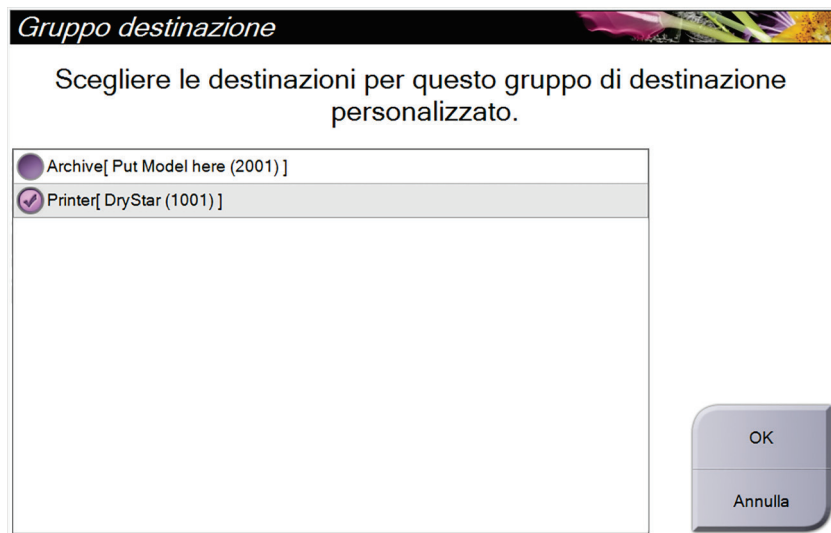 Gruppo destinazione
Scegliere le destinazioni per questo gruppo di destinazione
personalizzato.
Archive[ Put Model here (2001) ]
Printer[ DryStar (1001) ]
OK
Annulla